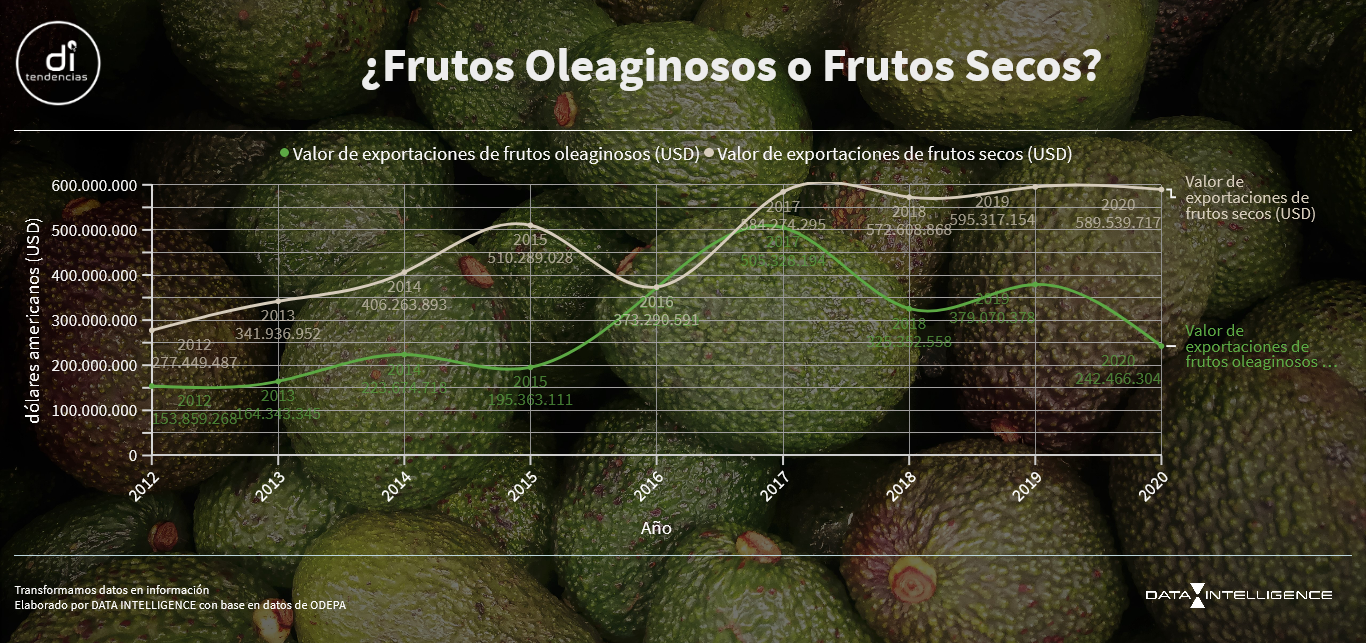 di
tendencias
¿Frutos Oleaginosos o Frutos Secos?
Valor de exportaciones de frutos oleaginosos (USD) Valor de exportaciones de frutos secos (USD)
dólares americanos (USD)
600.000.000
500.000.000
400.000.000
300.000.000
200.000.000
100.000.000
0
2012
277.449.487
2013
341.936.952
2014
406.263.893
2015
510.289.028
2016
373.290.591
2017
584.274.295
2018
572.608.868
2019
595.317.154
2020
589.539.717
2012
153.859.268
2013
164.343.345
2014
2015
195.363.111
2017
2018
2019
379.070.378
2020
242.466.304
Valor de
exportaciones de
frutos secos (USD)
Valor de
exportaciones de
frutos oleaginosos …
2012 2013 2014 2015 2016 2017 2018 2019 2020
Año
Transformamos datos en información
Elaborado por DATA INTELLIGENCE con base en datos de ODEPA
DATA INTELLIGENCE